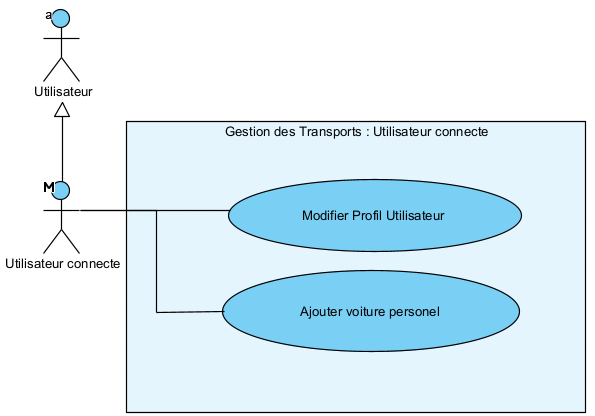 a
Utilisateur
Gestion des Transports : Utilisateur connecte
M
Modifier Profil Utilisateur
Utilisateur connecte
Ajouter voiture personel